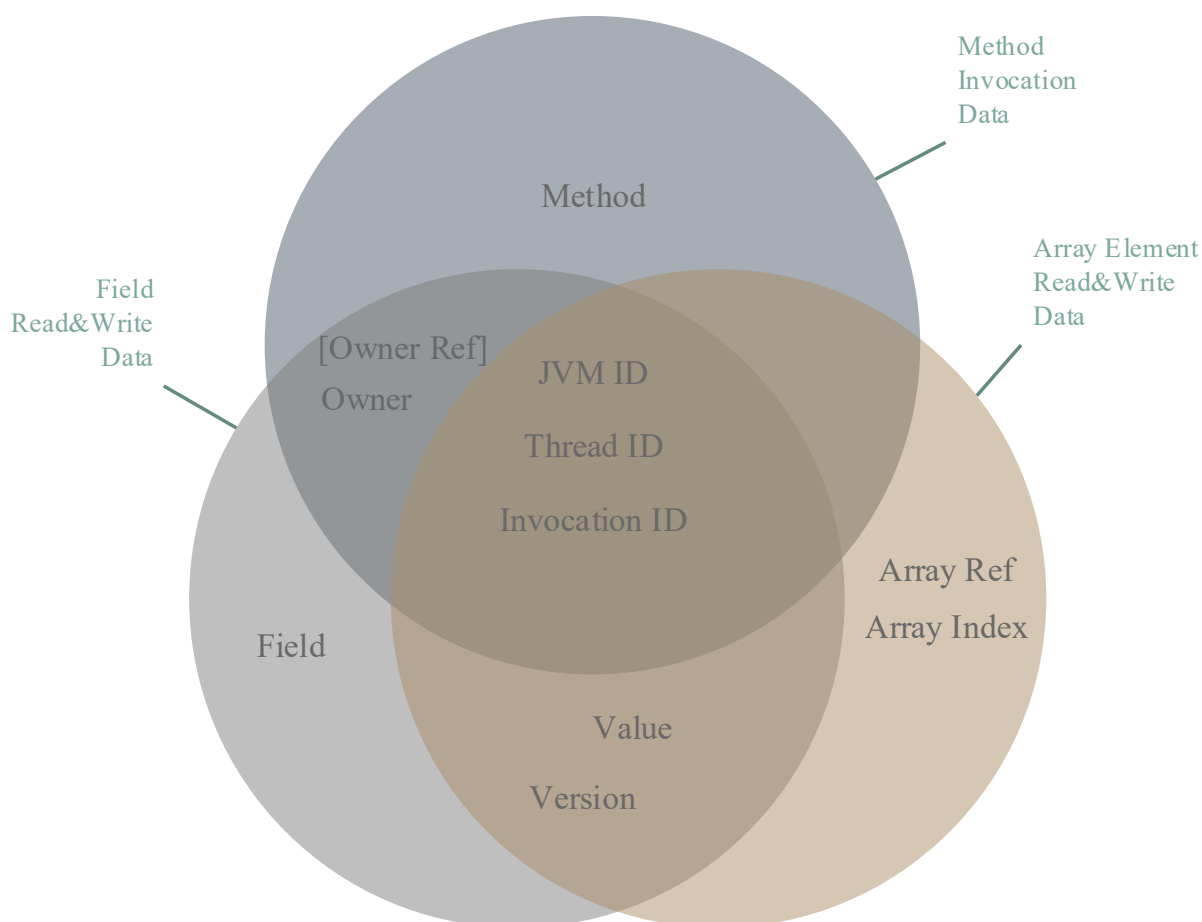 Method
Invocation
Data
Method
Array Element
Read&Write
Data
Field
Read&Write
Data
[Owner Ref]
Owner
JVM ID
Thread ID
Invocation ID
Array Ref
Array Index
Field
Value
Version